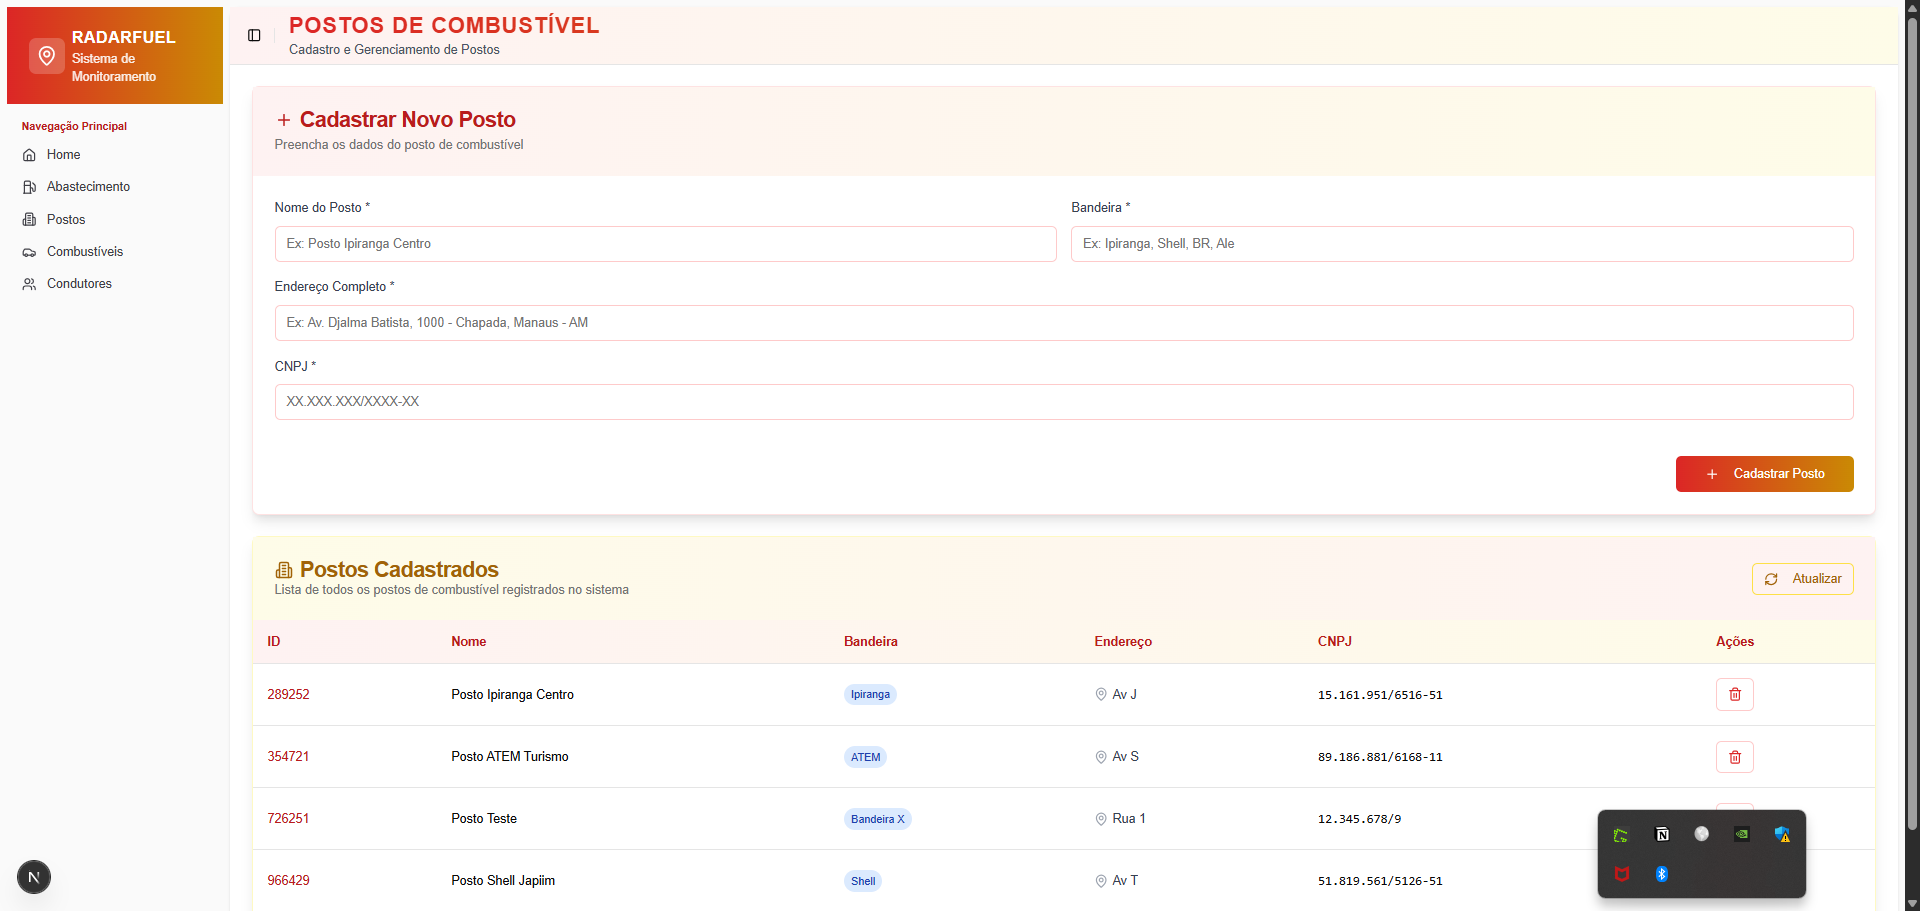 RADARFUEL
Sistema de
Monitoramento
Navegação Principal
Home
Abastecimento
Postos
Combustíveis
Condutores
POSTOS DE COMBUSTÍVEL
Cadastro e Gerenciamento de Postos
Cadastrar Novo Posto
Preencha os dados do posto de combustível
Nome do Posto *
Bandeira *
Ex: Posto Ipiranga Centro
Ex: Ipiranga, Shell, BR, Ale
Endereço Completo *
Ex: Av. Djalma Batista, 1000 - Chapada, Manaus - AM
CNPJ *
XX.XXX.XXX/XXXX-XX
Cadastrar Posto
Postos Cadastrados
Lista de todos os postos de combustível registrados no sistema
Atualizar
ID Nome Bandeira Endereço CNPJ Ações
289252 Posto Ipiranga Centro Ipiranga Av J 15.161.951/6516-51
354721 Posto ATEM Turismo ATEM Av S 89.186.881/6168-11
726251 Posto Teste Bandeira X Rua 1 12.345.678/9
966429 Posto Shell Japiim Shell Av T 51.819.561/5126-51
N
N